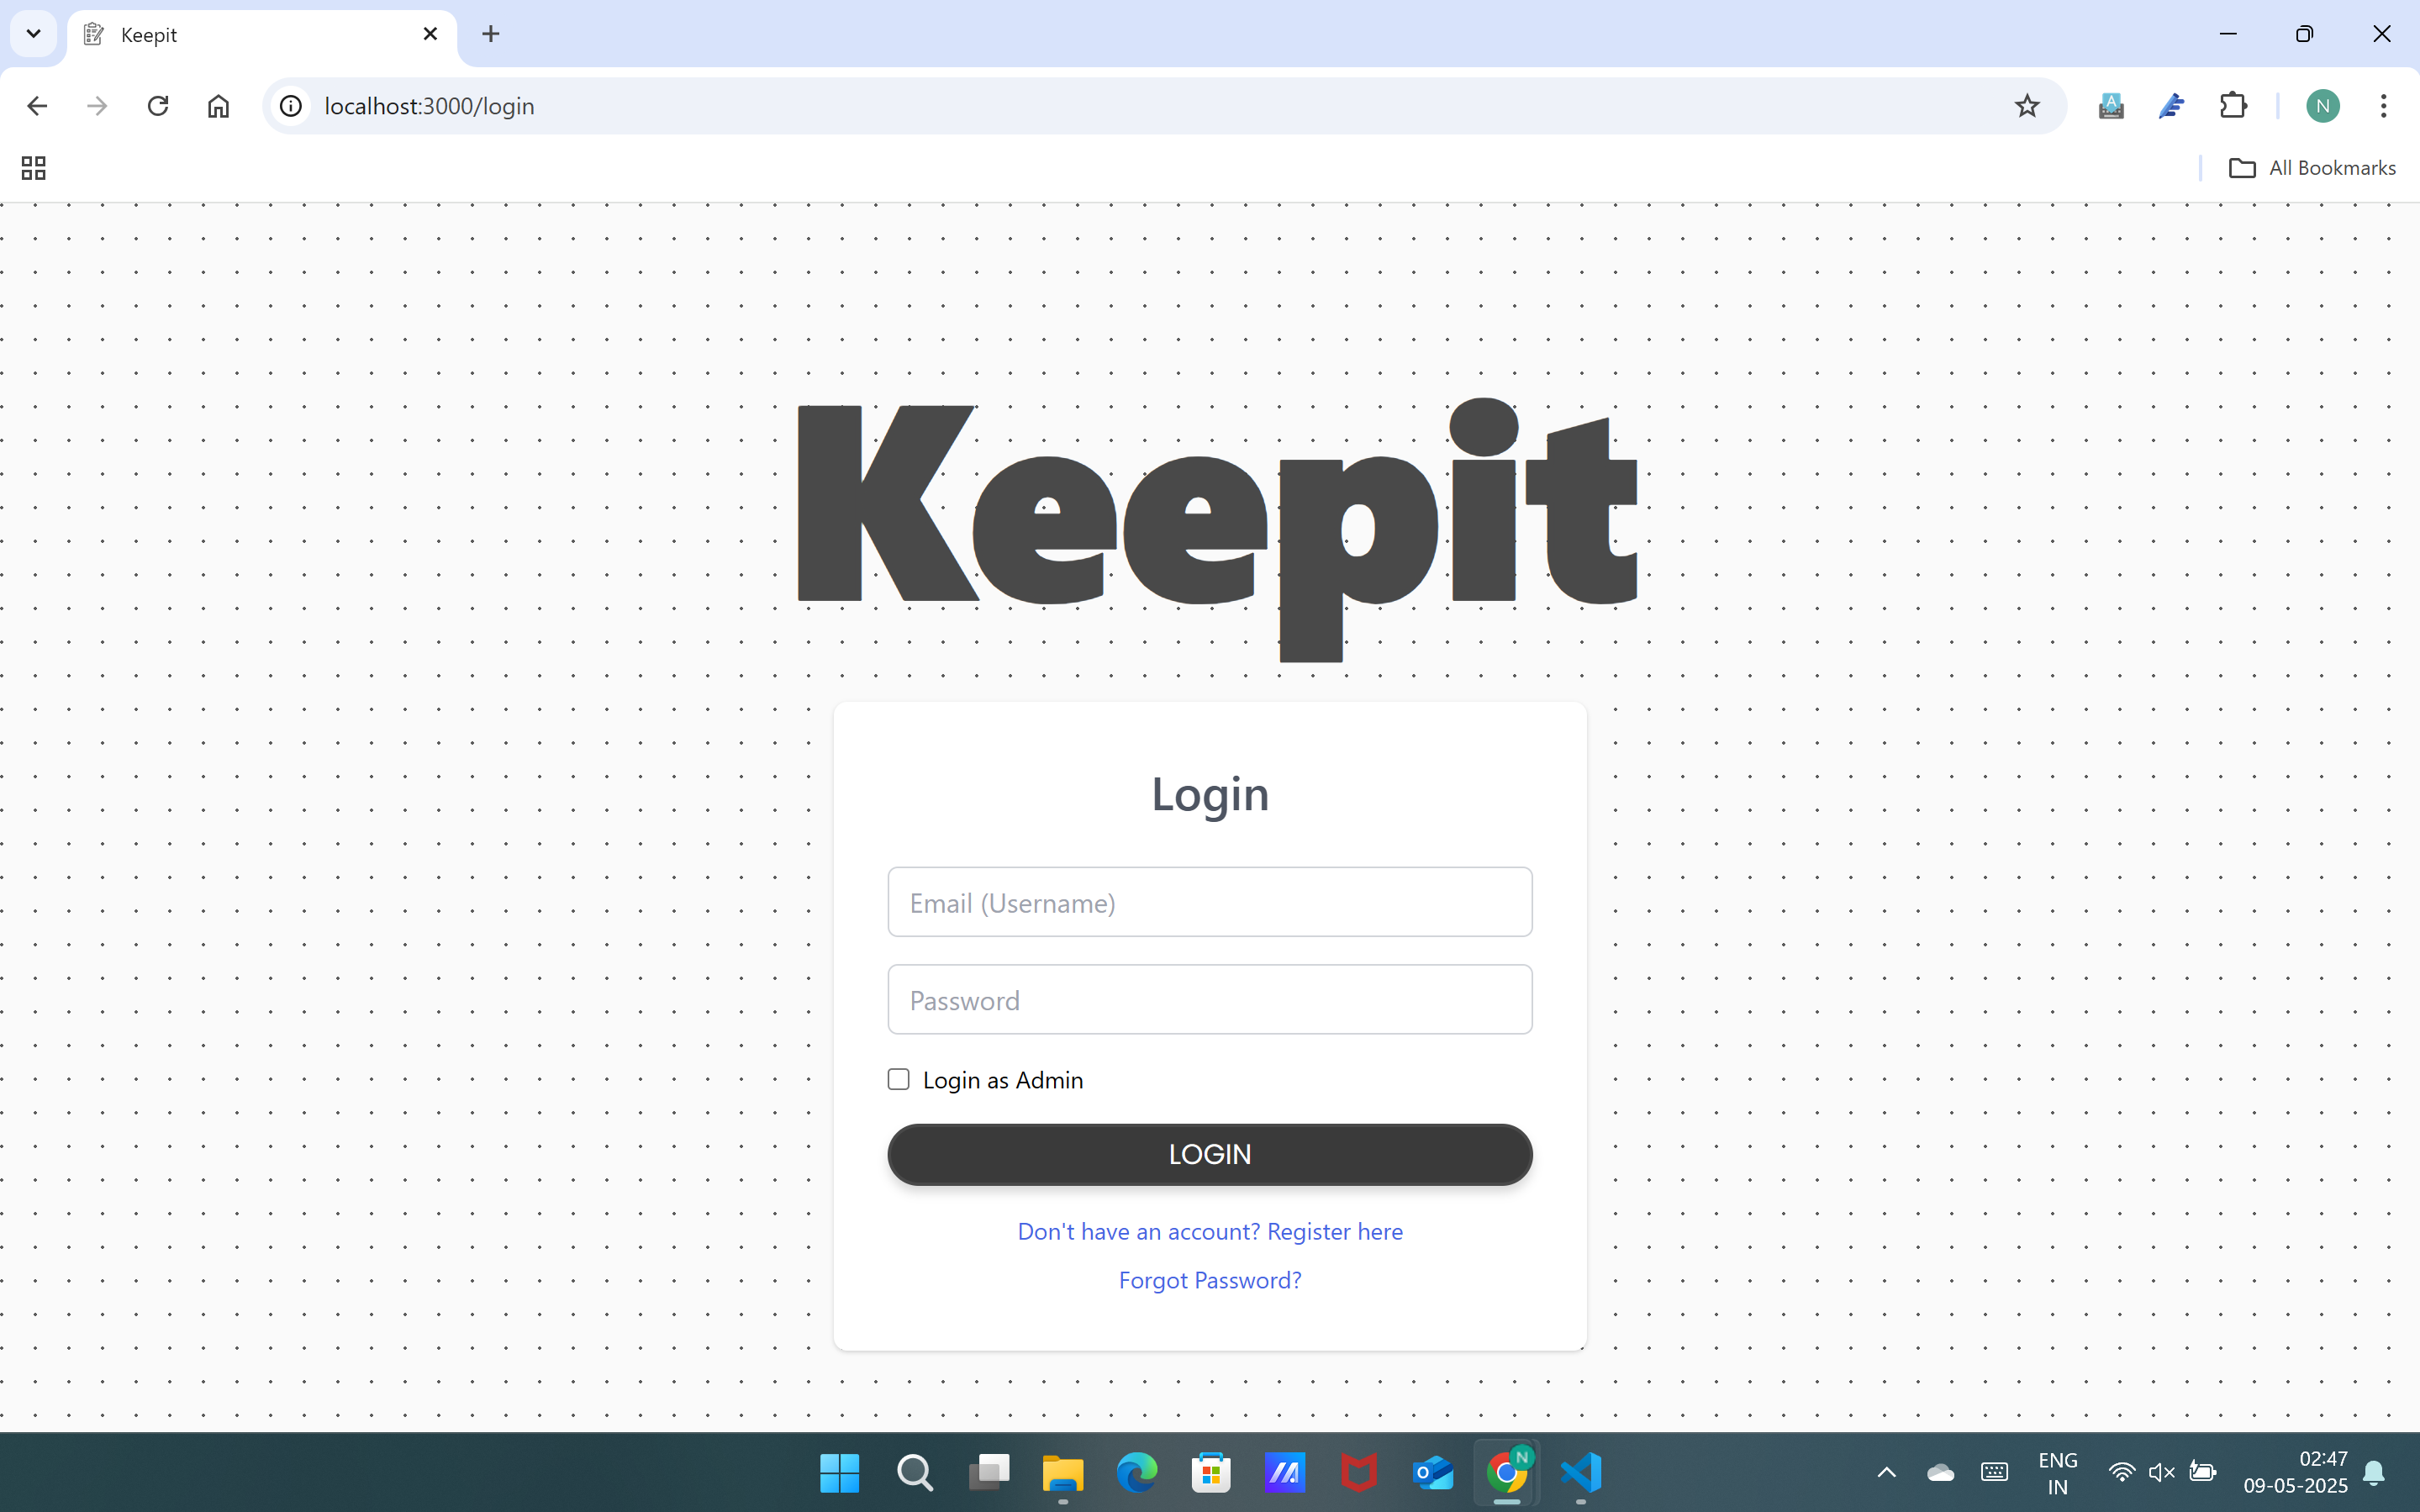 Keepit
localhost:3000/login
N
All Bookmarks
Keepit
Login
Email (Username)
Password
Login as Admin
LOGIN
Don't have an account? Register here
Forgot Password?
N
ENG
IN
02:47
09-05-2025